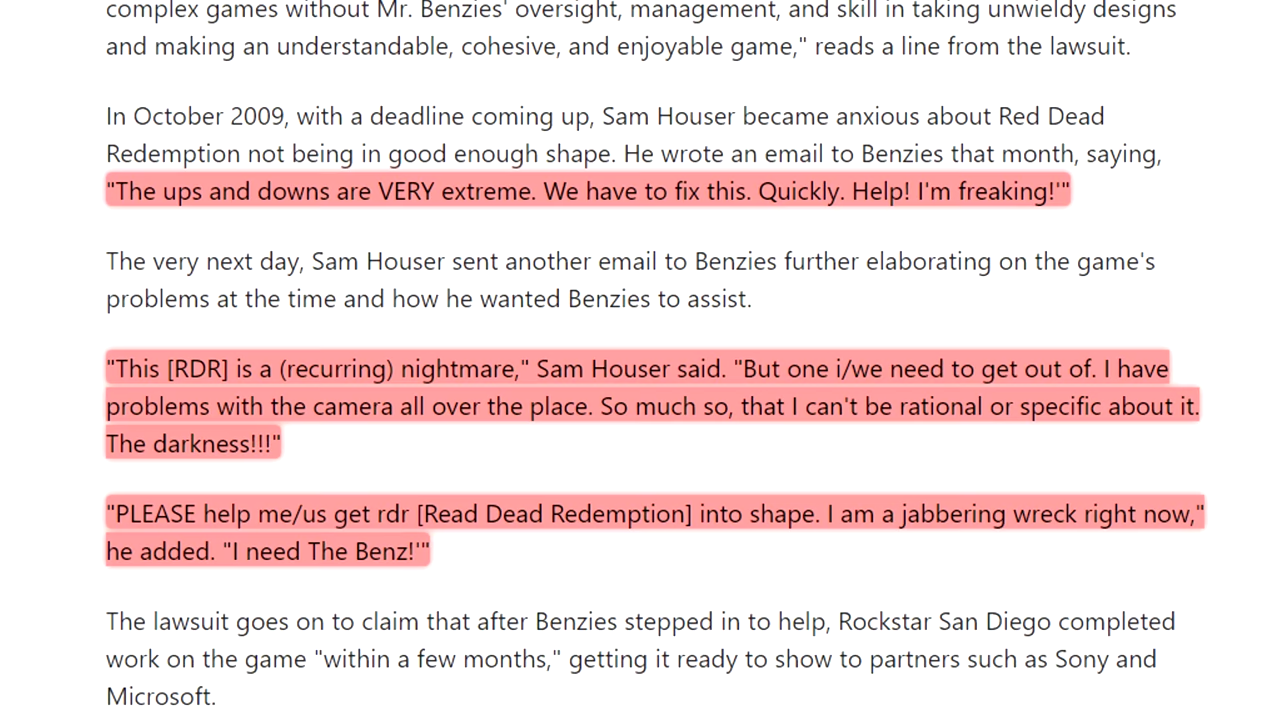 complex games without Mr. Benzies' oversight, management, and skill in taking unwieldy designs
and making an understandable, cohesive, and enjoyable game," reads a line from the lawsuit.
In October 2009, with a deadline coming up, Sam Houser became anxious about Red Dead
Redemption not being in good enough shape. He wrote an email to Benzies that month, saying,
"The ups and downs are VERY extreme. We have to fix this. Quickly. Help! I'm freaking!'"
The very next day, Sam Houser sent another email to Benzies further elaborating on the game's
problems at the time and how he wanted Benzies to assist.
"This [RDR] is a (recurring) nightmare," Sam Houser said. "But one i/we need to get out of. I have
problems with the camera all over the place. So much so, that I can't be rational or specific about it.
The darkness!!!"
"PLEASE help me/us get rdr [Read Dead Redemption] into shape. I am a jabbering wreck right now,"
he added. "I need The Benz!'"
The lawsuit goes on to claim that after Benzies stepped in to help, Rockstar San Diego completed
work on the game "within a few months," getting it ready to show to partners such as Sony and
Microsoft.